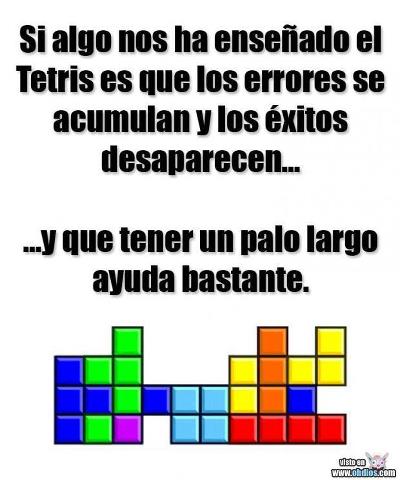 Si algo nos ha enseñado el
Tetris es que los errores se
acumulan y los éxitos
desaparecen...
...y que tener un palo largo
ayuda bastante.
visto en
www.ohdios.com